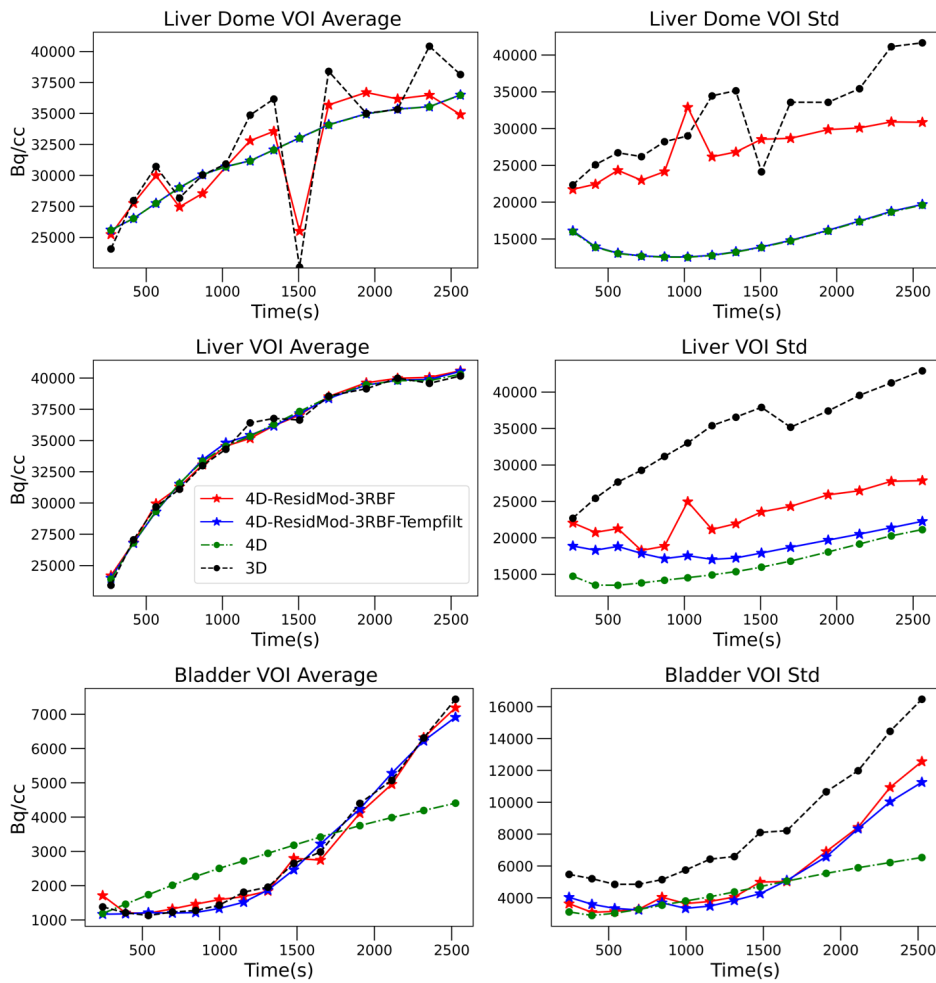 Liver Dome VOI Average
Bq/cc
40000
37500
35000
32500
30000
27500
25000
500 1000 1500 2000 2500
Time(s)
Liver Dome VOI Std
40000
35000
30000
25000
20000
15000
500 1000 1500 2000 2500
Time(s)
Liver VOI Average
Bq/cc
40000
37500
35000
32500
30000
27500
25000
4D-ResidMod-3RBF
4D-ResidMod-3RBF-Tempfilt
4D
3D
500 1000 1500 2000 2500
Time(s)
Liver VOI Std
40000
35000
30000
25000
20000
15000
500 1000 1500 2000 2500
Time(s)
Bladder VOI Average
Bq/cc
7000
6000
5000
4000
3000
2000
1000
500 1000 1500 2000 2500
Time(s)
Bladder VOI Std
16000
14000
12000
10000
8000
6000
4000
500 1000 1500 2000 2500
Time(s)